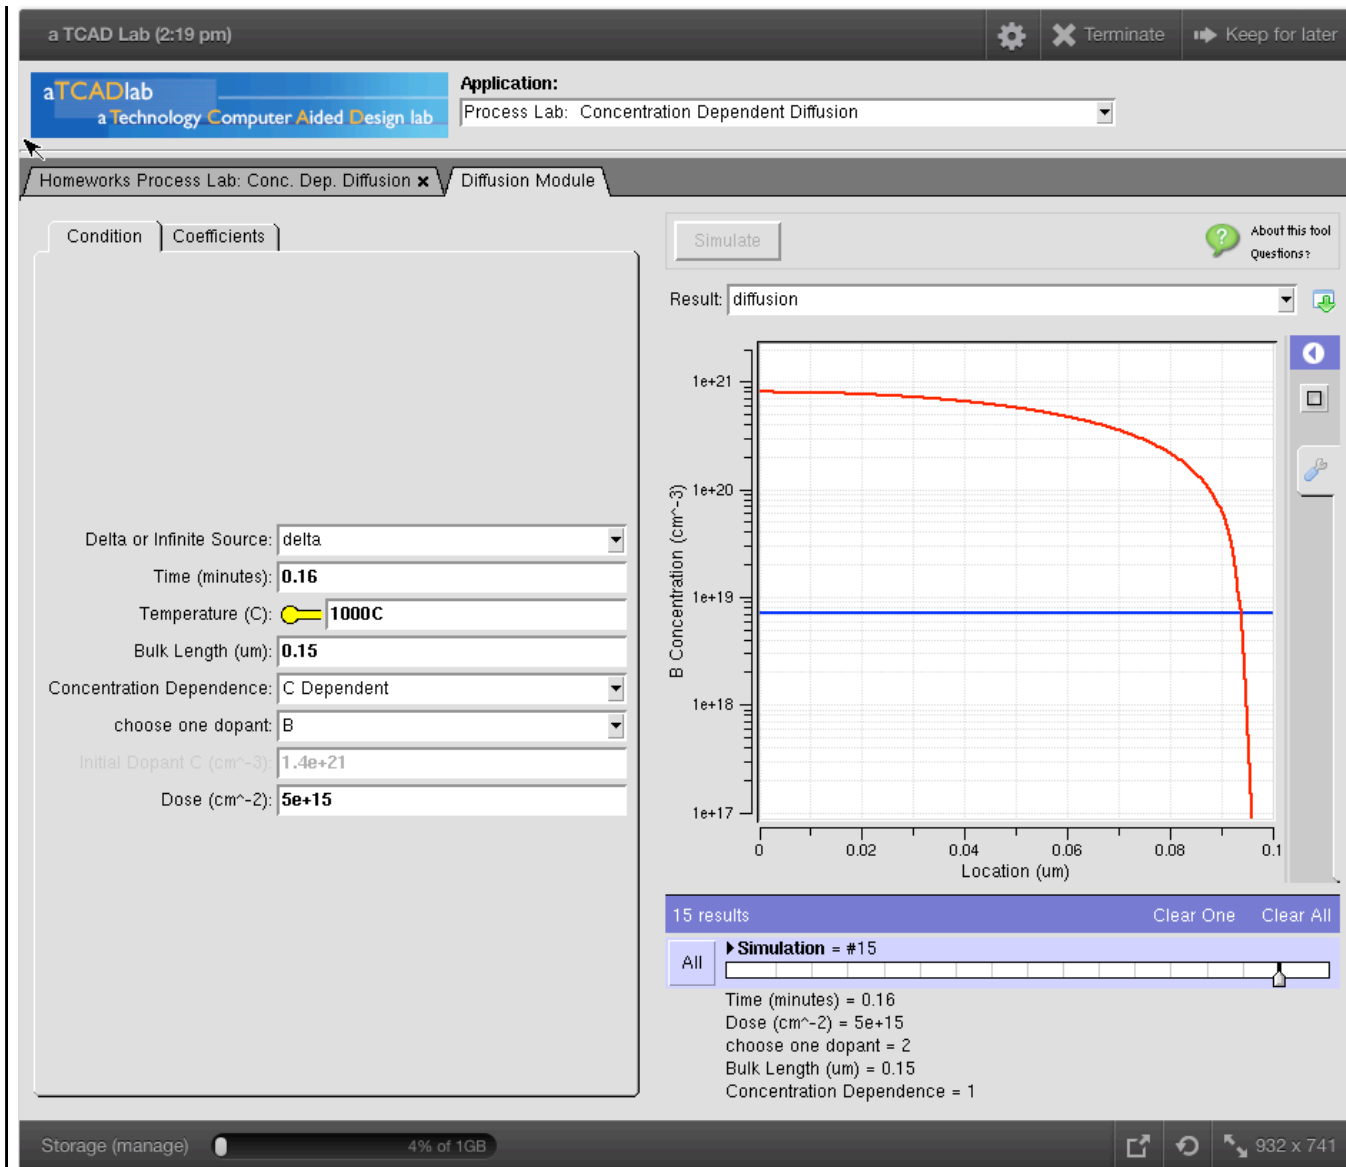 a TCAD Lab (2:19 pm)
Terminate
Keep for later
aTCADlab
a Technology Computer Aided Design lab
Application:
Process Lab: Concentration Dependent Diffusion
Homeworks Process Lab: Conc. Dep. Diffusion x
Diffusion Module
Condition
Coefficients
Delta or Infinite Source: delta
Time (minutes): 0.16
Temperature (C): 1000C
Bulk Length (um): 0.15
Concentration Dependence: C Dependent
choose one dopant: B
Initial Dopant C (cm^-3): 1.4e+21
Dose (cm^-2): 5e+15
Simulate
?
About this tool
Questions?
Result: diffusion
B Concentration (cm^-3)
1e+21
1e+20
1e+19
1e+18
1e+17
0 0.02 0.04 0.06 0.08 0.1
Location (um)
15 results
Clear One
Clear All
All
Simulation = #15
Time (minutes) = 0.16
Dose (cm^-2) = 5e+15
choose one dopant = 2
Bulk Length (um) = 0.15
Concentration Dependence = 1
Storage (manage)
4% of 1GB
932 x 741